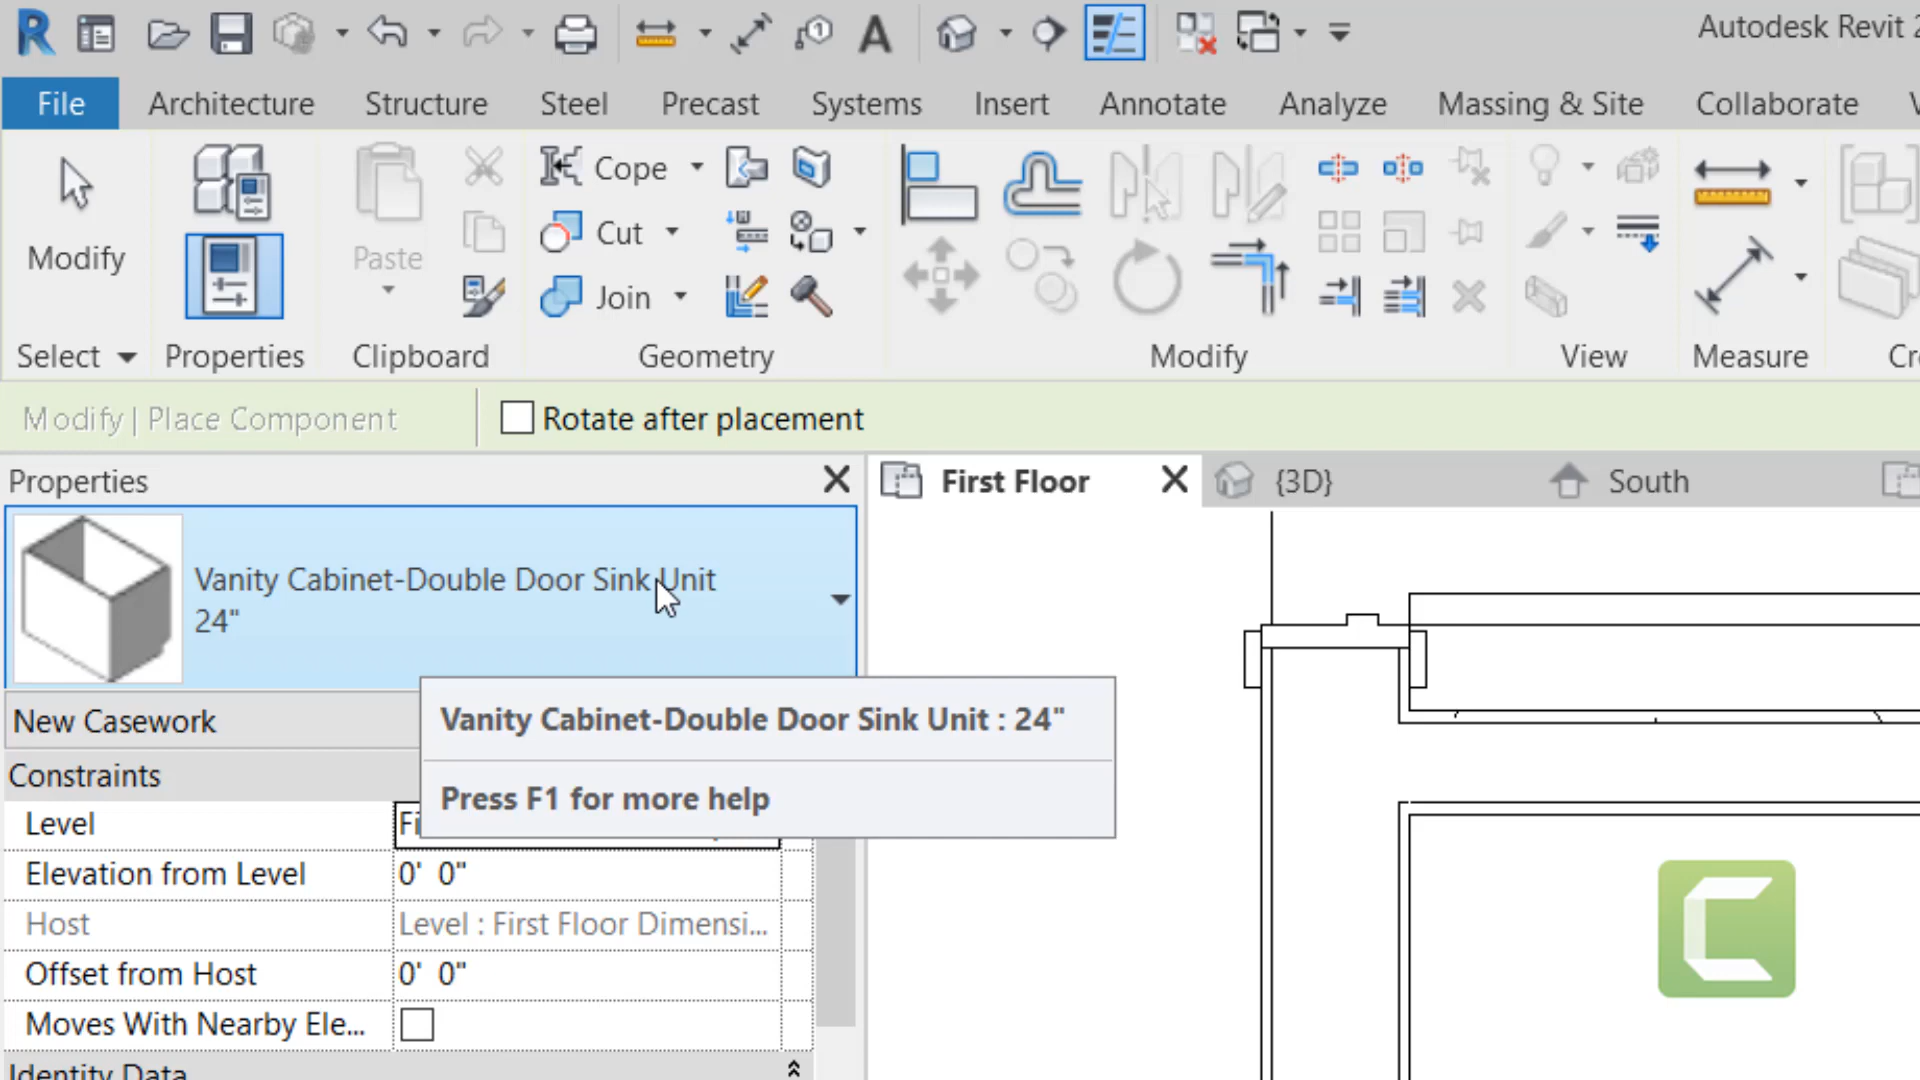 Autodesk Revit 2
File Architecture Structure Steel Precast Systems Insert Annotate Analyze Massing & Site Collaborate V
Cope
Modify Paste Cut
Join
Select Properties Clipboard Geometry Modify View Measure Cr
Modify | Place Component Rotate after placement
Properties First Floor {3D} South
Vanity Cabinet-Double Door Sink Unit
24"
Vanity Cabinet-Double Door Sink Unit : 24"
New Casework
Constraints
Press F1 for more help
Level Fi
Elevation from Level 0' 0"
Host Level : First Floor Dimensi...
Offset from Host 0' 0"
Moves With Nearby Ele...
Identity Data